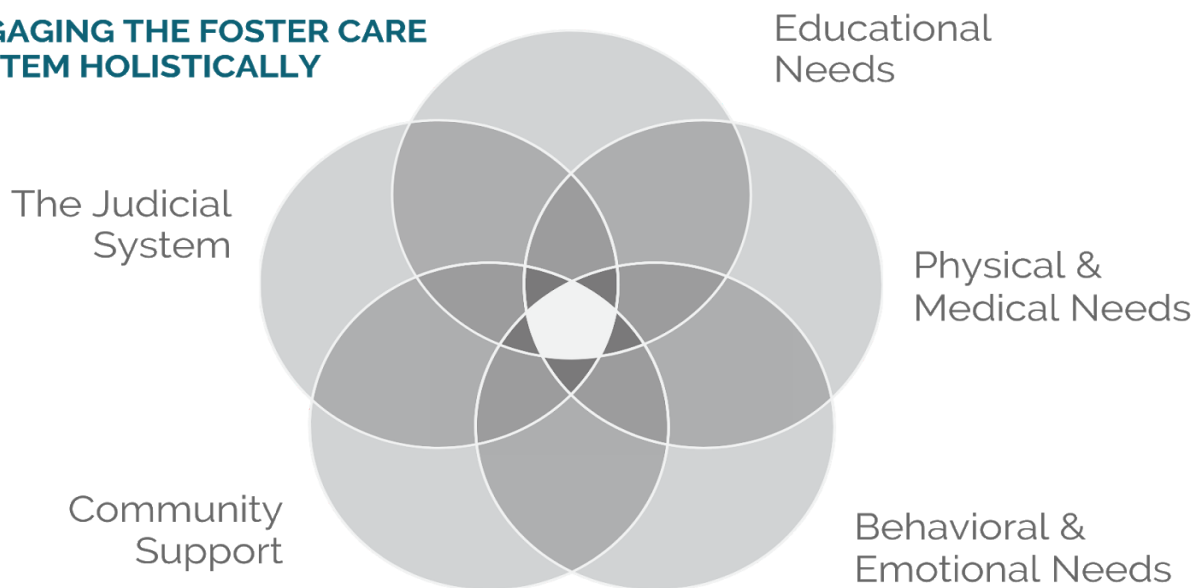 GAGING THE FOSTER CARE
TEM HOLISTICALLY
Educational
Needs
The Judicial
System
Physical &
Medical Needs
Community
Support
Behavioral &
Emotional Needs